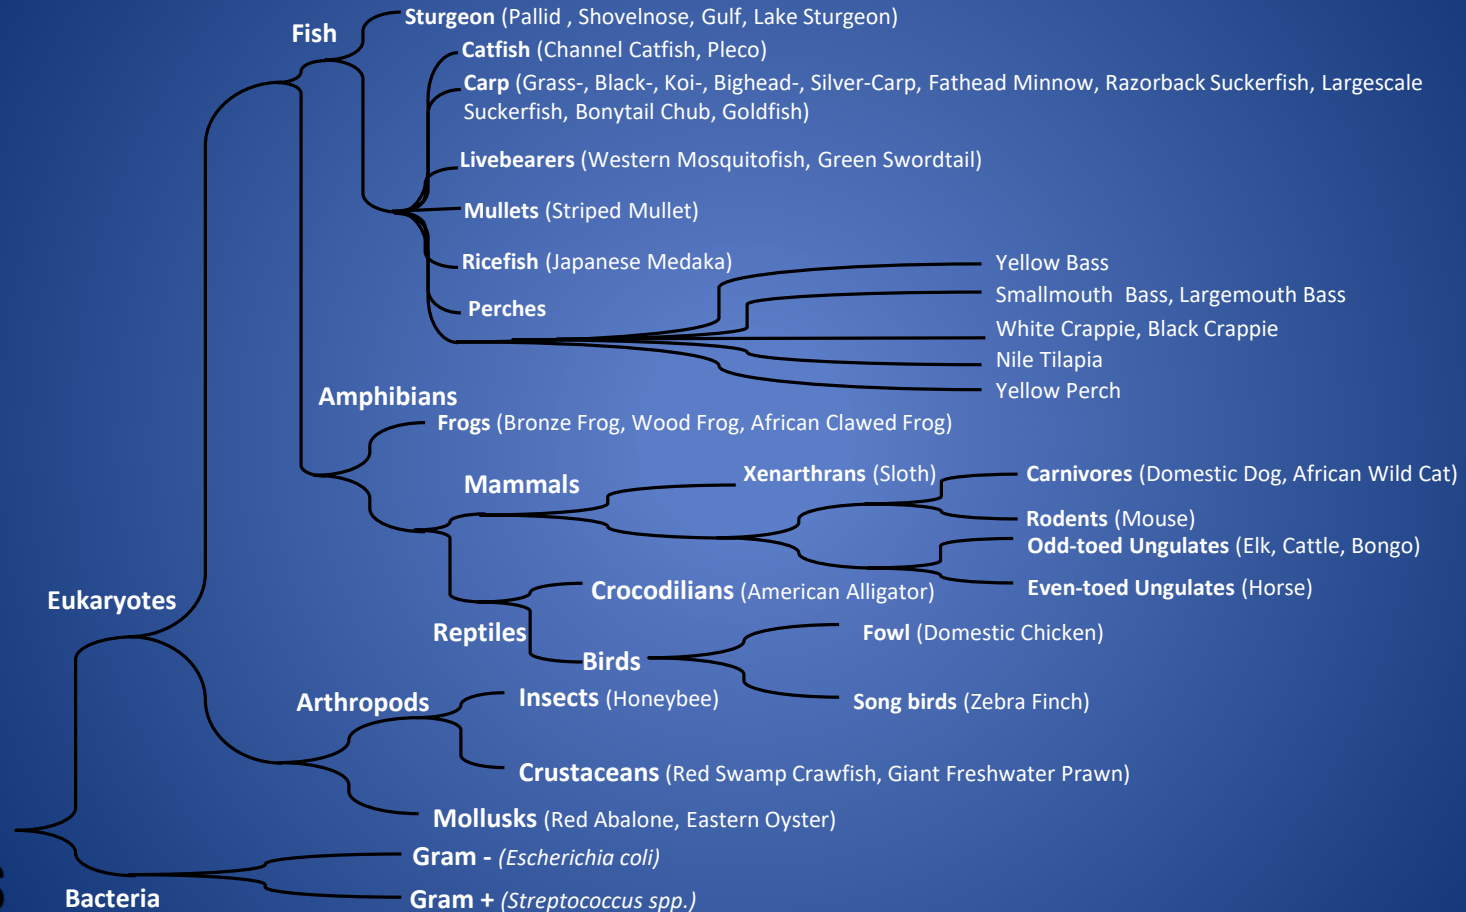 Fish
Sturgeon (Pallid , Shovelnose, Gulf, Lake Sturgeon)
Catfish (Channel Catfish, Pleco)
Carp (Grass-, Black-, Koi-, Bighead-, Silver-Carp, Fathead Minnow, Razorback Suckerfish, Largescale
Suckerfish, Bonytail Chub, Goldfish)
Livebearers (Western Mosquitofish, Green Swordtail)
Mullets (Striped Mullet)
Ricefish (Japanese Medaka)
Perches
Yellow Bass
Smallmouth Bass, Largemouth Bass
White Crappie, Black Crappie
Nile Tilapia
Yellow Perch
Amphibians
Frogs (Bronze Frog, Wood Frog, African Clawed Frog)
Mammals
Xenarthrans (Sloth)
Carnivores (Domestic Dog, African Wild Cat)
Rodents (Mouse)
Odd-toed Ungulates (Elk, Cattle, Bongo)
Even-toed Ungulates (Horse)
Crocodilians (American Alligator)
Reptiles
Birds
Fowl (Domestic Chicken)
Song birds (Zebra Finch)
Eukaryotes
Arthropods
Insects (Honeybee)
Crustaceans (Red Swamp Crawfish, Giant Freshwater Prawn)
Mollusks (Red Abalone, Eastern Oyster)
Gram - (Escherichia coli)
Bacteria
Gram + (Streptococcus spp.)